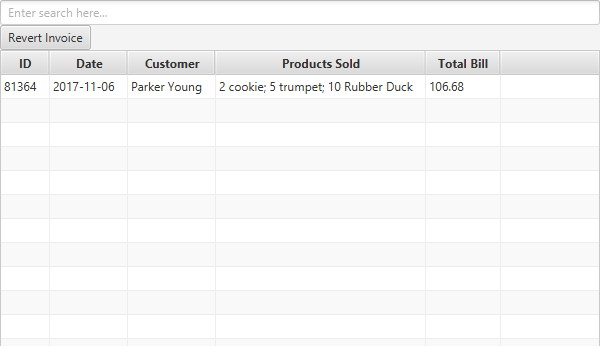 Enter search here...
Revert Invoice
ID Date Customer Products Sold Total Bill
81364 2017-11-06 Parker Young 2 cookie; 5 trumpet; 10 Rubber Duck 106.68